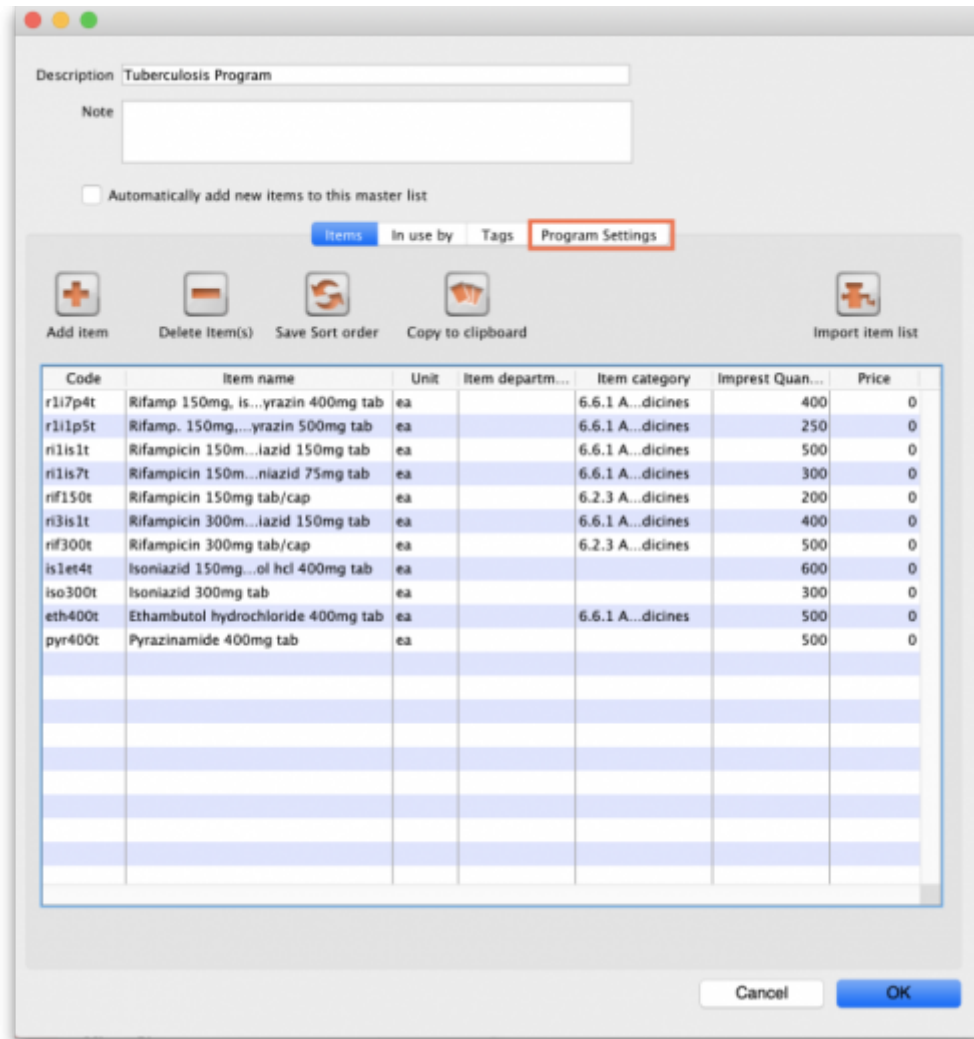 Description Tuberculosis Program
Note
Automatically add new items to this master list
Items In use by Tags Program Settings
Add item Delete Item(s) Save Sort order Copy to clipboard Import item list
Code Item name Unit Item departm... Item category Imprest Quan... Price
r1i7p4t Rifamp 150mg, is...yrazin 400mg tab ea 6.6.1 A...dicines 400 0
r1i1p5t Rifamp. 150mg,...yrazin 500mg tab ea 6.6.1 A...dicines 250 0
ri1is1t Rifampicin 150m...iazid 150mg tab ea 6.6.1 A...dicines 500 0
ri1is7t Rifampicin 150m...niazid 75mg tab ea 6.6.1 A...dicines 300 0
rif150t Rifampicin 150mg tab/cap ea 6.2.3 A...dicines 200 0
ri3is1t Rifampicin 300m...iazid 150mg tab ea 6.6.1 A...dicines 400 0
rif300t Rifampicin 300mg tab/cap ea 6.2.3 A...dicines 500 0
is1et4t Isoniazid 150mg...ol hcl 400mg tab ea 600 0
iso300t Isoniazid 300mg tab ea 300 0
eth400t Ethambutol hydrochloride 400mg tab ea 6.6.1 A...dicines 500 0
pyr400t Pyrazinamide 400mg tab ea 500 0
Cancel OK